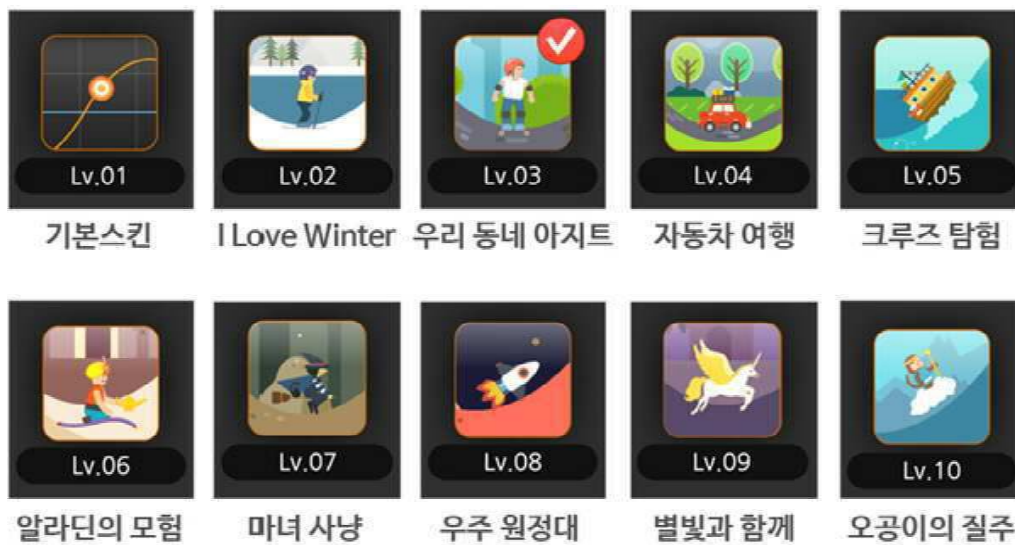 Lv.01 Lv.02 Lv.03 Lv.04 Lv.05
기본스킨 I Love Winter 우리 동네 아지트 자동차 여행 크루즈 탐험
Lv.06 Lv.07 Lv.08 Lv.09 Lv.10
알라딘의 모험 마녀 사냥 우주 원정대 별빛과 함께 오공이의 질주